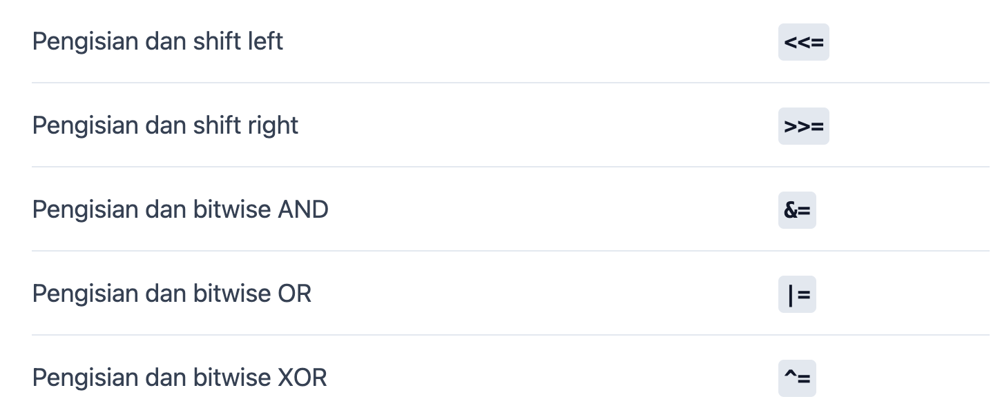 Pengisian dan shift left <<=
Pengisian dan shift right >>=
Pengisian dan bitwise AND &=
Pengisian dan bitwise OR |=
Pengisian dan bitwise XOR ^=